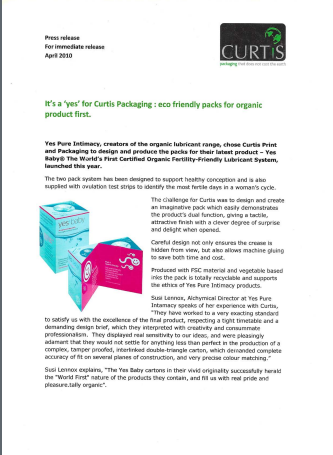 Press release
For immediate release
April 2010
CURTIS
packaging that does not cost the earth
It's a 'yes' for Curtis Packaging : eco friendly packs for organic
product first.
Yes Pure Intimacy, creators of the organic lubricant range, chose Curtis Print
and Packaging to design and produce the packs for their latest product – Yes
Baby® The World's First Certified Organic Fertility-Friendly Lubricant System,
launched this year.
The two pack system has been designed to support healthy conception and is also
supplied with ovulation test strips to identify the most fertile days in a woman's cycle.
The challenge for Curtis was to design and create
an imaginative pack which easily demonstrates
the product's dual function, giving a tactile,
attractive finish with a clever degree of surprise
and delight when opened.
Careful design not only ensures the crease is
hidden from view, but also allows machine gluing
to save both time and cost.
Produced with FSC material and vegetable based
inks the pack is totally recyclable and supports
the ethics of Yes Pure Intimacy products.
Susi Lennox, Alchymical Director at Yes Pure
Intamacy speaks of her experience with Curtis,
"They have worked to a very exacting standard
to satisfy us with the excellence of the final product, respecting a tight timetable and a
demanding design brief, which they interpreted with creativity and consummate
professionalism. They displayed real sensitivity to our ideas, and were pleasingly
adamant that they would not settle for anything less than perfect in the production of a
complex, tamper proofed, interlinked double-triangle carton, which demanded complete
accuracy of fit on several planes of construction, and very precise colour matching."
Susi Lennox explains, "The Yes Baby cartons in their vivid originality successfully herald
the "World First" nature of the products they contain, and fill us with real pride and
pleasure.tally organic".
yes baby